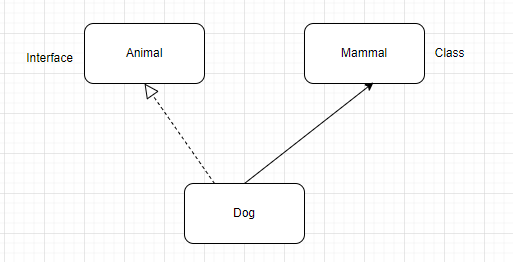 Animal
Mammal
Interface
Class
Dog